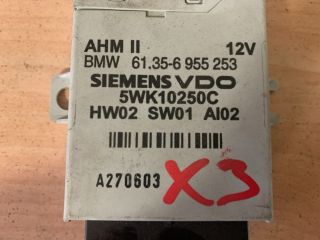 AHM II 12V
BMW 61.35-6 955 253
SIEMENS VDO
5WK10250C
HW02 SW01 AI02
A270603
X3